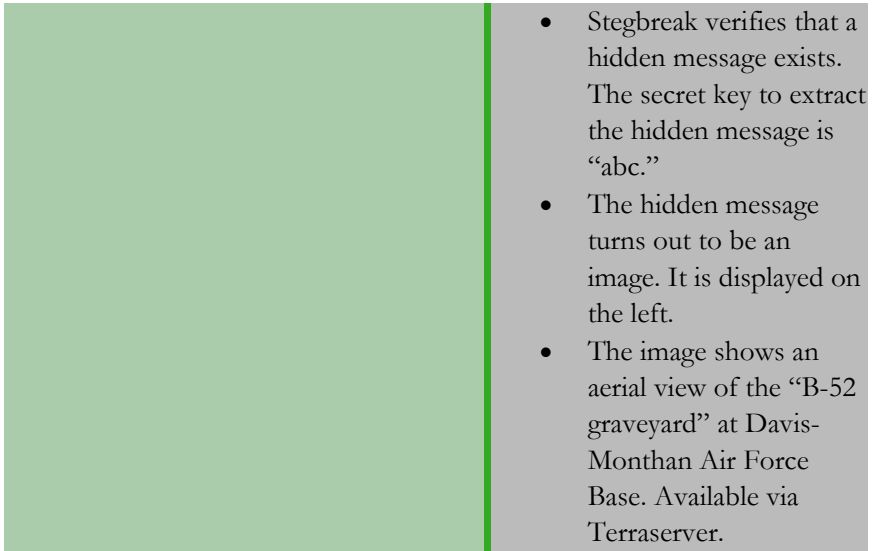 • Stegbreak verifies that a
hidden message exists.
The secret key to extract
the hidden message is
“abc.”
• The hidden message
turns out to be an
image. It is displayed on
the left.
• The image shows an
aerial view of the “B-52
graveyard” at Davis-
Monthan Air Force
Base. Available via
Terraserver.